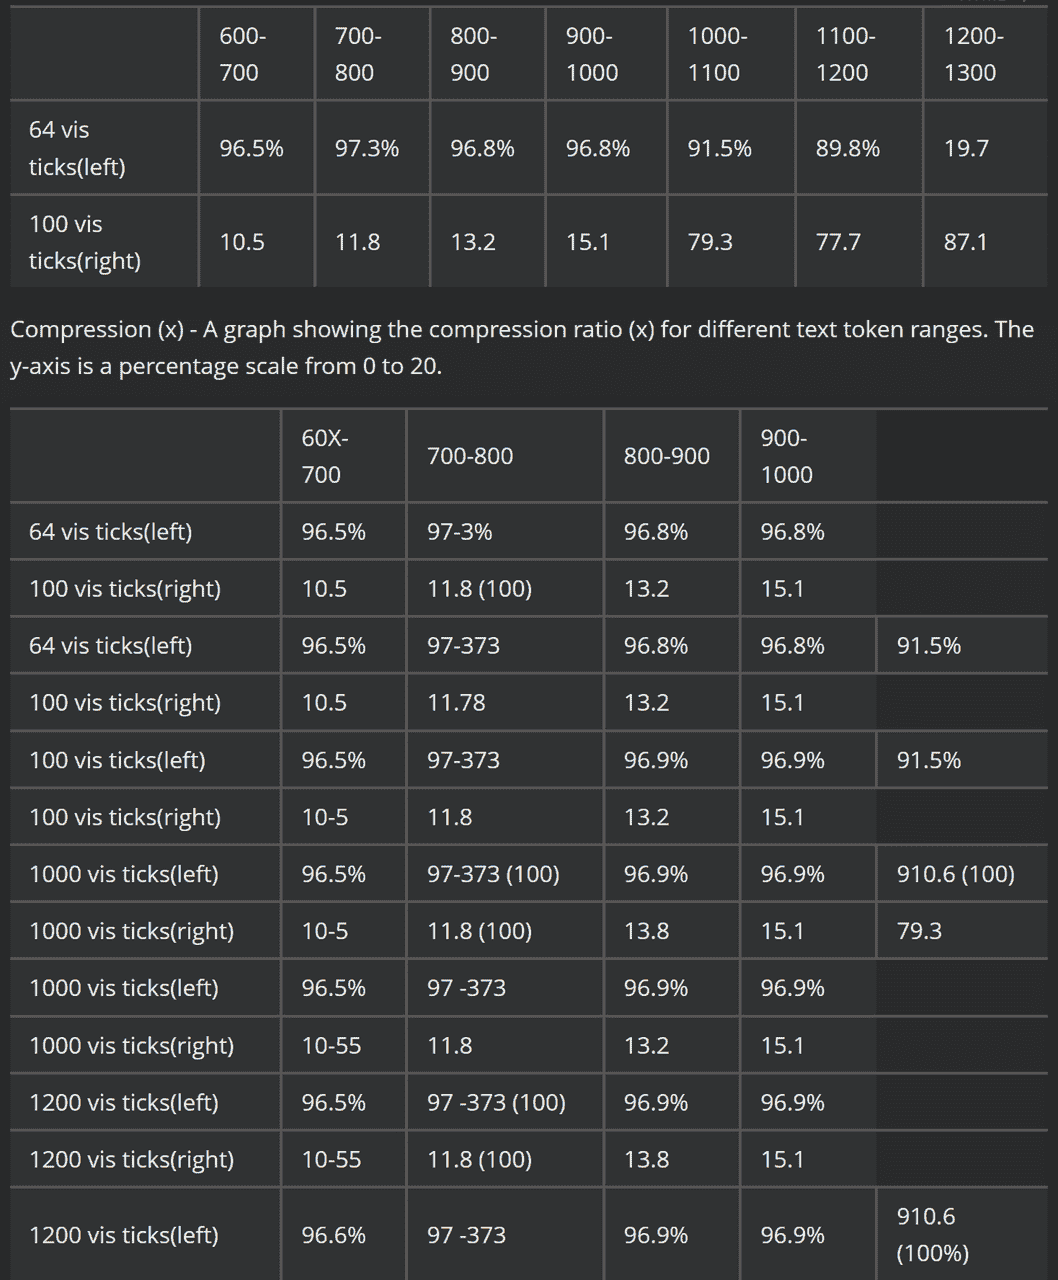 600-700 700-800 800-900 900-1000 1000-1100 1100-1200 1200-1300
64 vis ticks(left) 96.5% 97.3% 96.8% 96.8% 91.5% 89.8% 19.7
100 vis ticks(right) 10.5 11.8 13.2 15.1 79.3 77.7 87.1
Compression (x) - A graph showing the compression ratio (x) for different text token ranges. The
y-axis is a percentage scale from 0 to 20.
60X-700 700-800 800-900 900-1000
64 vis ticks(left) 96.5% 97-3% 96.8% 96.8%
100 vis ticks(right) 10.5 11.8 (100) 13.2 15.1
64 vis ticks(left) 96.5% 97-373 96.8% 96.8% 91.5%
100 vis ticks(right) 10.5 11.78 13.2 15.1
100 vis ticks(left) 96.5% 97-373 96.9% 96.9% 91.5%
100 vis ticks(right) 10-5 11.8 13.2 15.1
1000 vis ticks(left) 96.5% 97-373 (100) 96.9% 96.9% 910.6 (100)
1000 vis ticks(right) 10-5 11.8 (100) 13.8 15.1 79.3
1000 vis ticks(left) 96.5% 97 -373 96.9% 96.9%
1000 vis ticks(right) 10-55 11.8 13.2 15.1
1200 vis ticks(left) 96.5% 97 -373 (100) 96.9% 96.9%
1200 vis ticks(right) 10-55 11.8 (100) 13.8 15.1
1200 vis ticks(left) 96.6% 97 -373 96.9% 96.9% 910.6 (100%)